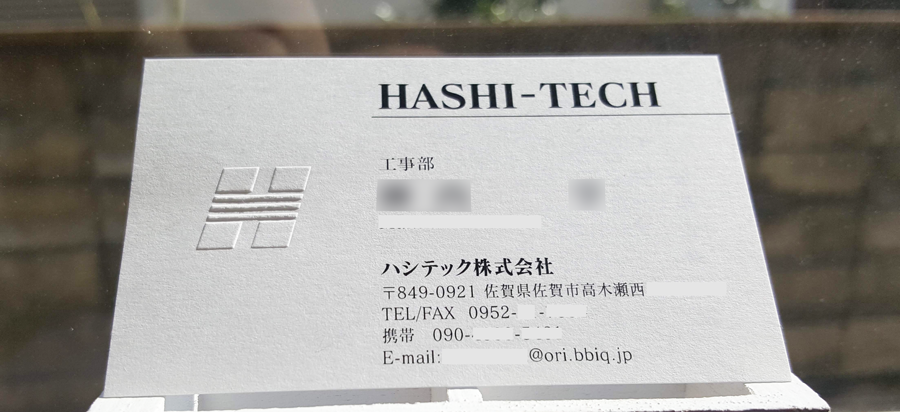 HASHI-TECH
工事部
ハシテック株式会社
〒849-0921 佐賀県佐賀市高木瀬西
TEL/FAX 0952-
携帯 090-
E-mail: @ori.bbiq.jp